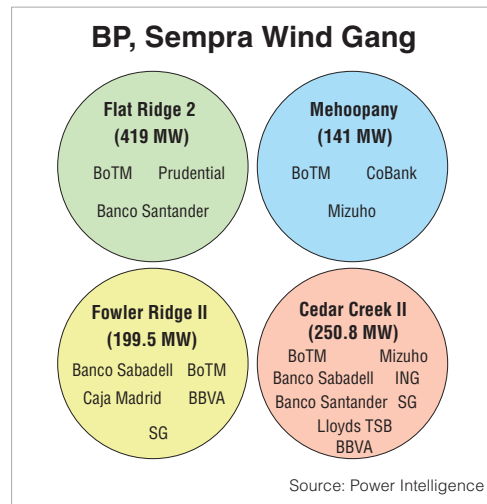 BP, Sempra Wind Gang
Flat Ridge 2
(419 MW)
BoTM Prudential
Banco Santander
Mehoopany
(141 MW)
BoTM CoBank
Mizuho
Fowler Ridge II
(199.5 MW)
Banco Sabadell BoTM
Caja Madrid BBVA
SG
Cedar Creek II
(250.8 MW)
BoTM Mizuho
Banco Sabadell ING
Banco Santander SG
Lloyds TSB
BBVA
Source: Power Intelligence